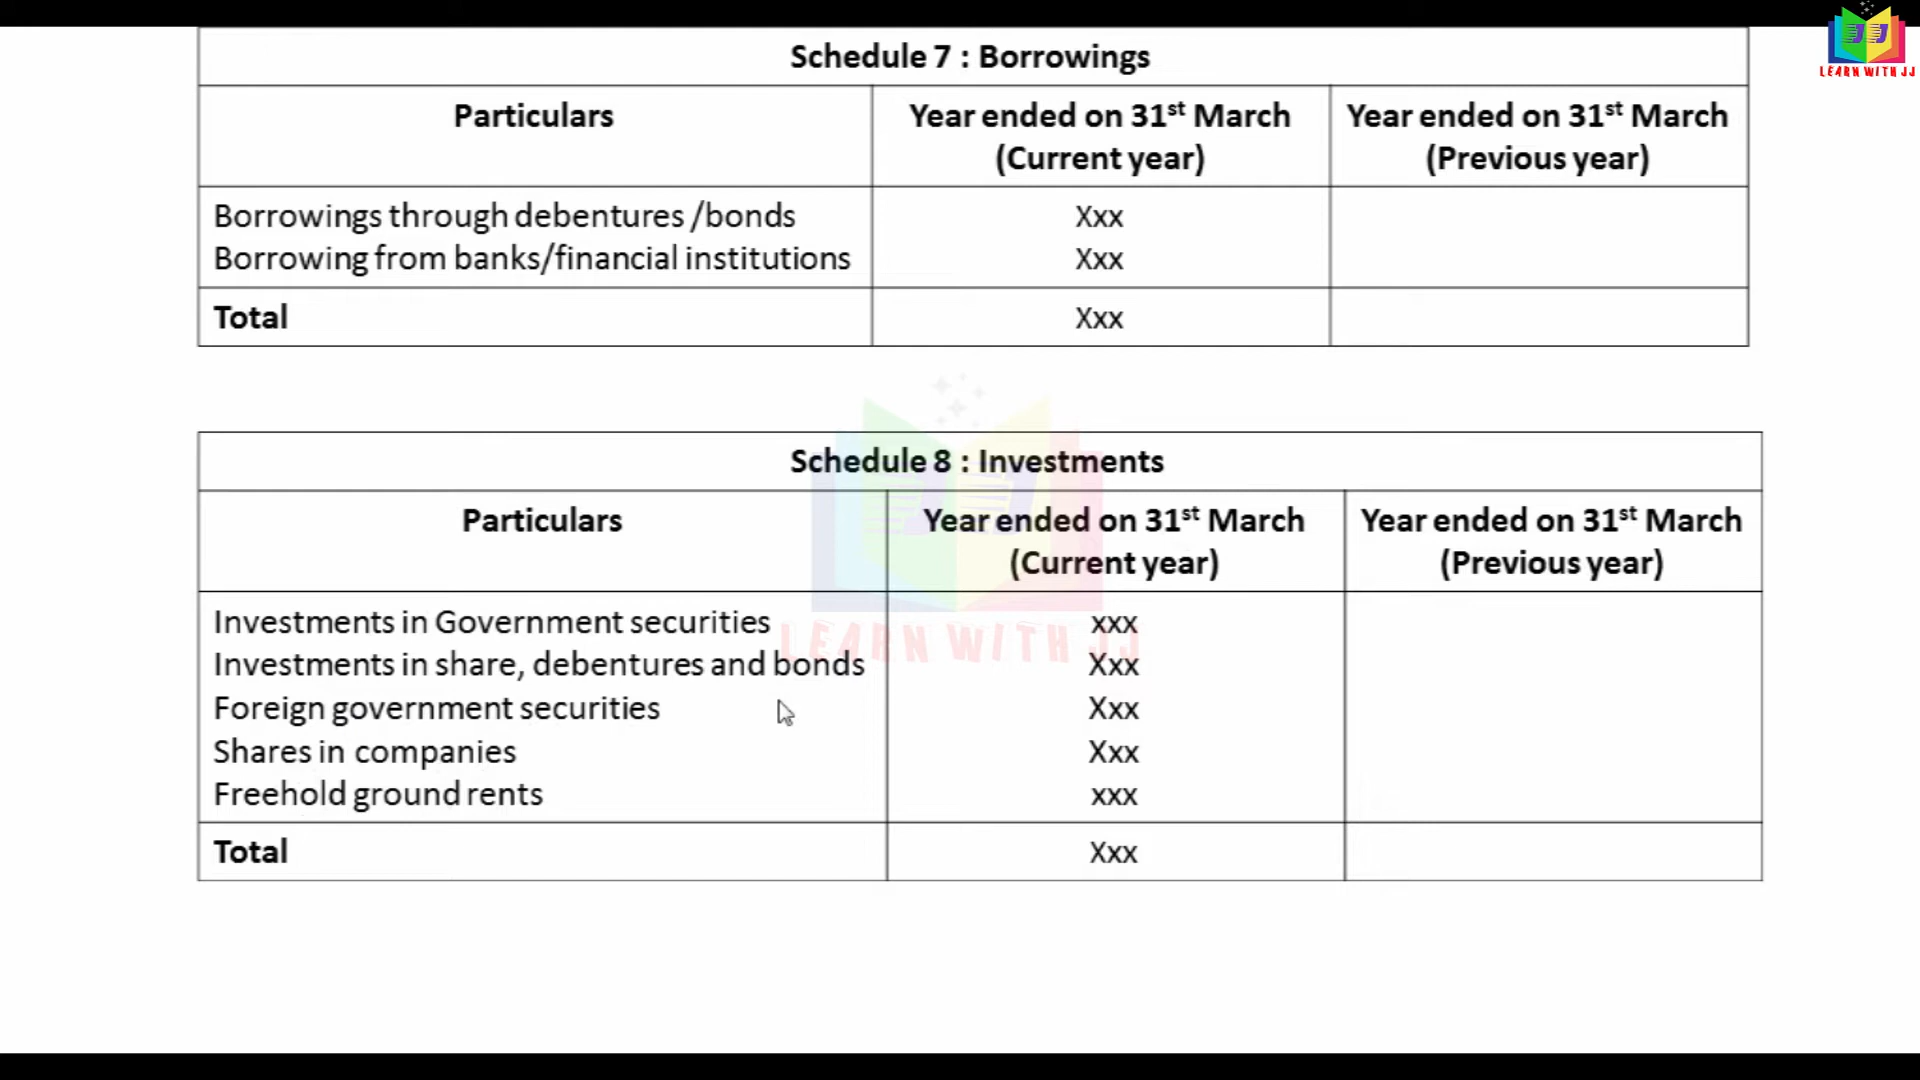 LEARN WITH JJ
Schedule 7 : Borrowings
Particulars
Year ended on 31st March
(Current year)
Year ended on 31st March
(Previous year)
Borrowings through debentures /bonds Xxx
Borrowing from banks/financial institutions Xxx
Total Xxx
Schedule 8 : Investments
Particulars
Year ended on 31st March
(Current year)
Year ended on 31st March
(Previous year)
Investments in Government securities xxx
Investments in share, debentures and bonds Xxx
Foreign government securities Xxx
Shares in companies Xxx
Freehold ground rents xxx
Total Xxx
LEARN WITH JJ